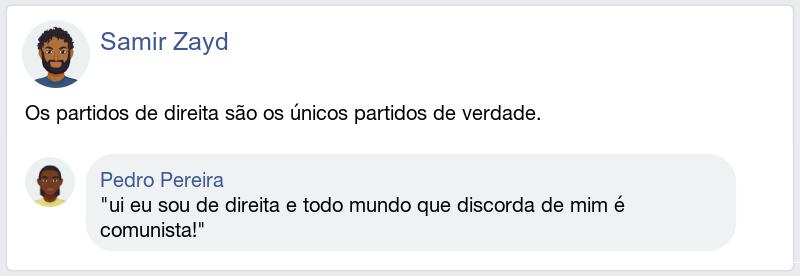 Samir Zayd
Os partidos de direita são os únicos partidos de verdade.
Pedro Pereira
"ui eu sou de direita e todo mundo que discorda de mim é
comunista!"